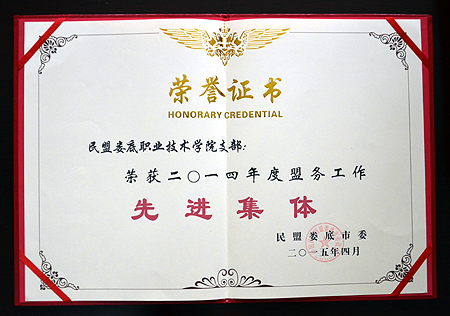 荣誉证书
HONORARY CREDENTIAL
民盟娄底职业技术学院支部：
荣获二〇一四年度盟务工作
先进集体
民盟娄底市委
二〇一五年四月